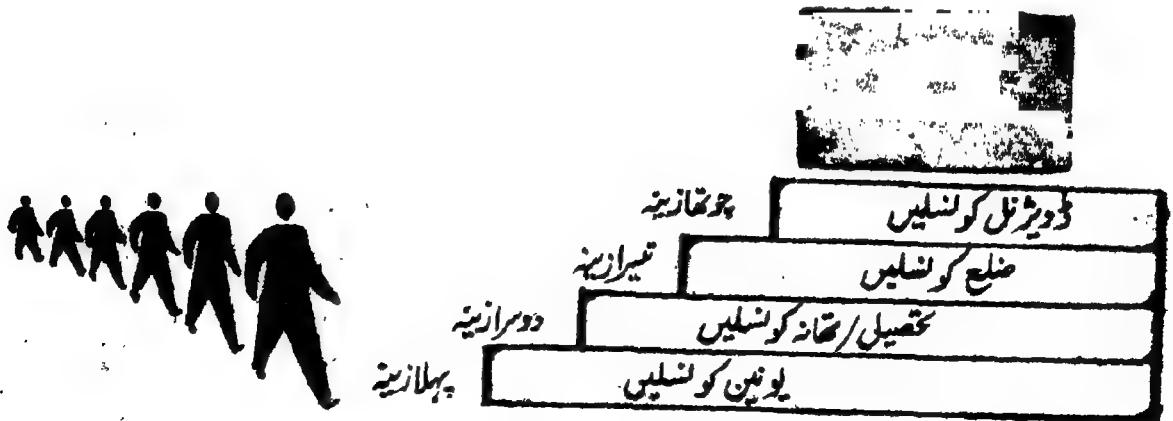 چوتھا زینہ
ڈویژنل کونسلیں
تیسرا زینہ
ضلع کونسلیں
دوسرا زینہ
تحصیل/تھانہ کونسلیں
پہلا زینہ
یونین کونسلیں